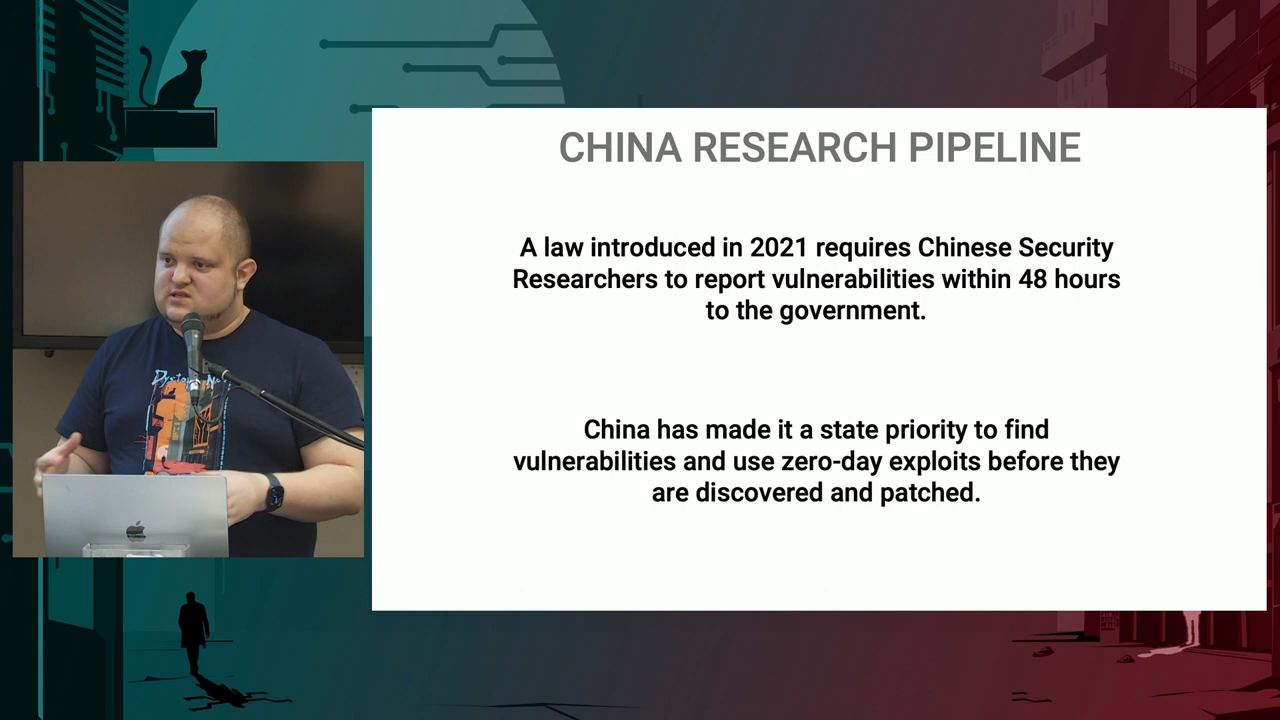 CHINA RESEARCH PIPELINE
A law introduced in 2021 requires Chinese Security
Researchers to report vulnerabilities within 48 hours
to the government.
China has made it a state priority to find
vulnerabilities and use zero-day exploits before they
are discovered and patched.